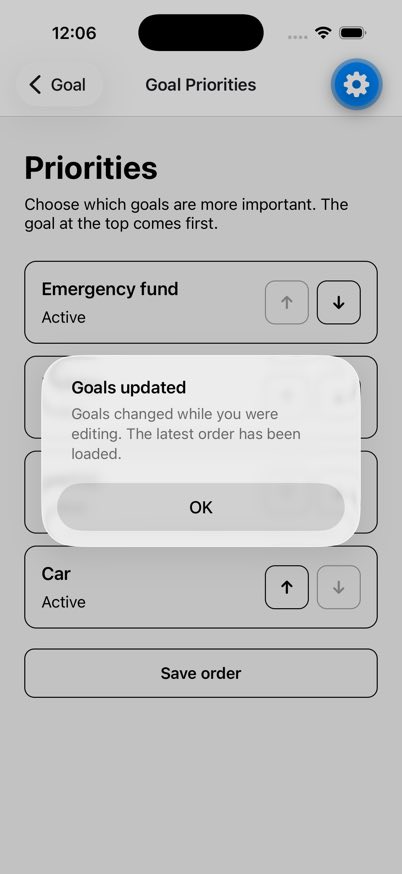 12:06
Goal
Goal Priorities
Priorities
Choose which goals are more important. The
goal at the top comes first.
Emergency fund
Active
Goals updated
Goals changed while you were
editing. The latest order has been
loaded.
OK
Car
Active
Save order